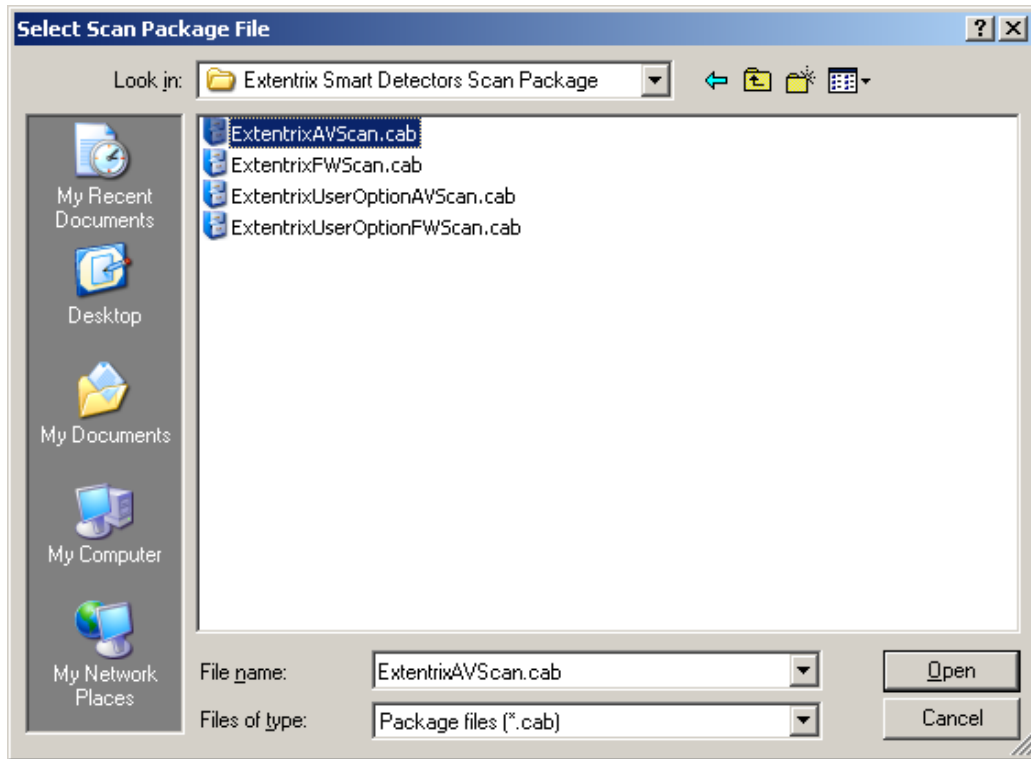 Select Scan Package File
Look in: Extentrix Smart Detectors Scan Package
ExtentrixAVScan.cab
ExtentrixFWScan.cab
ExtentrixUserOptionAVScan.cab
ExtentrixUserOptionFWScan.cab
My Recent
Documents
Desktop
My Documents
My Computer
My Network
Places
File name: ExtentrixAVScan.cab Open
Files of type: Package files (*.cab) Cancel